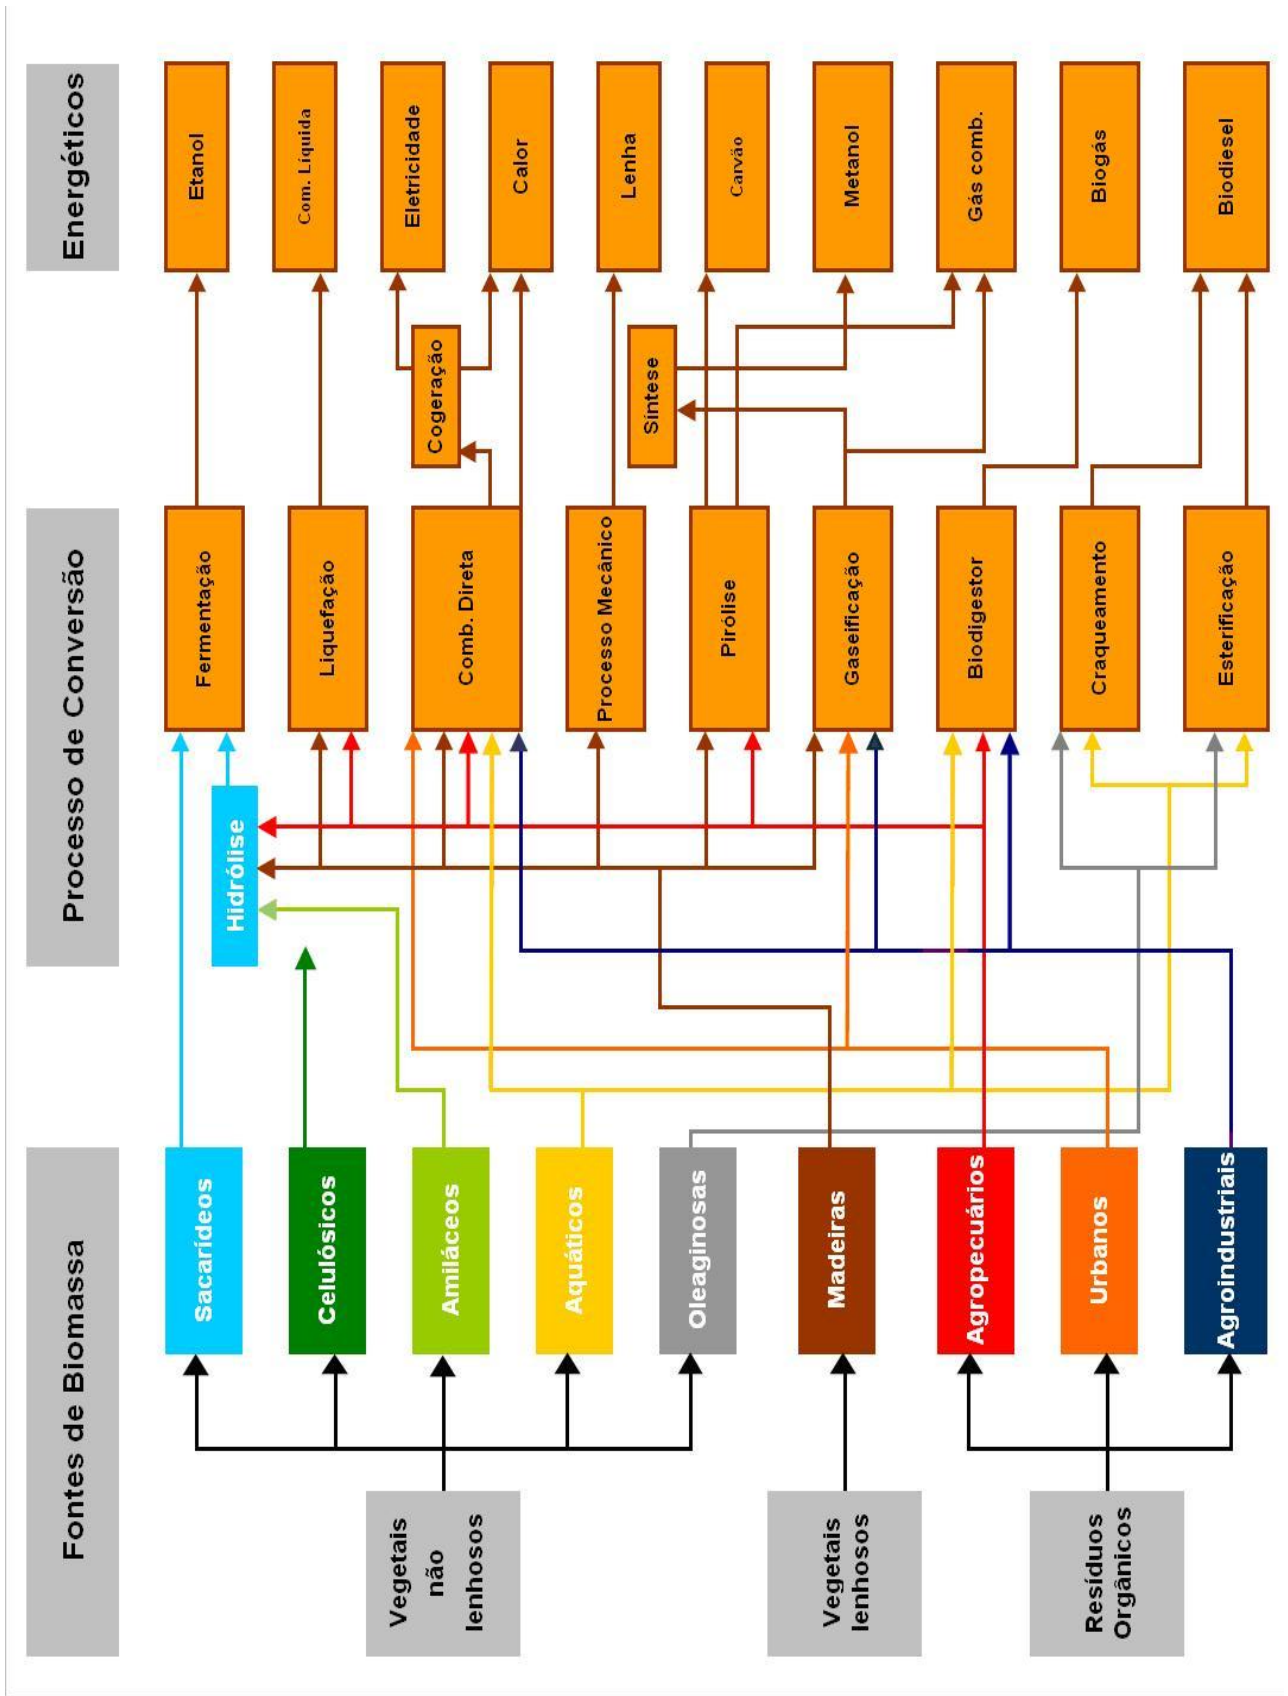 Fontes de Biomassa
Processo de Conversão
Energéticos
Vegetais
não
lenhosos
Vegetais
lenhosos
Resíduos
Orgânicos
Sacarídeos
Celulósicos
Amiláceos
Aquáticos
Oleaginosas
Madeiras
Agropecuários
Urbanos
Agroindustriais
Hidrólise
Fermentação
Liquefação
Comb. Direta
Processo Mecânico
Pirólise
Gaseificação
Biodigestor
Craqueamento
Esterificação
Cogeração
Síntese
Etanol
Com. Líquida
Eletricidade
Calor
Lenha
Carvão
Metanol
Gás comb.
Biogás
Biodiesel